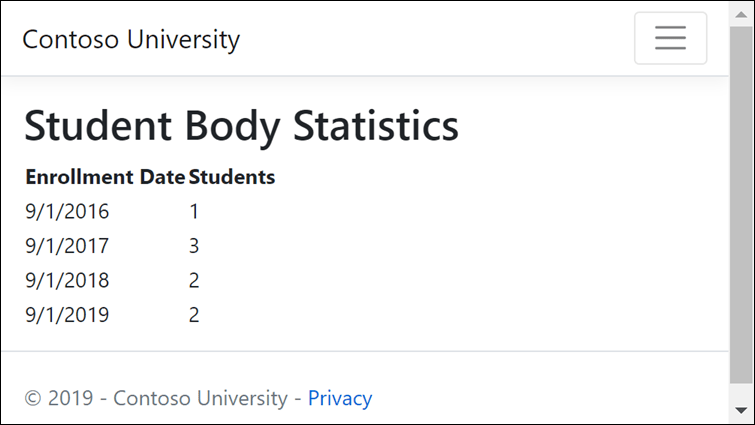 Contoso University
Student Body Statistics
Enrollment Date Students
9/1/2016 1
9/1/2017 3
9/1/2018 2
9/1/2019 2
© 2019 - Contoso University - Privacy